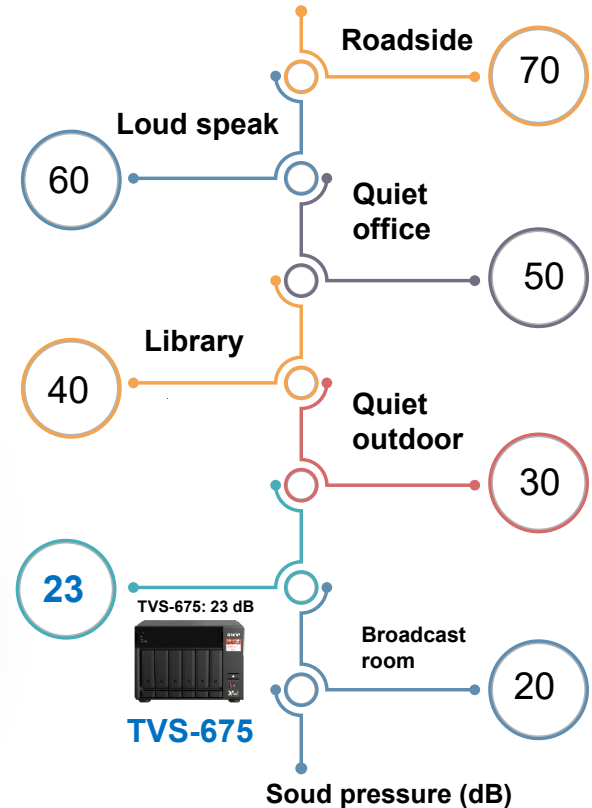 Roadside
70
Loud speak
60
Quiet
office
50
Library
40
Quiet
outdoor
30
23
TVS-675: 23 dB
TVS-675
Broadcast
room
20
Soud pressure (dB)